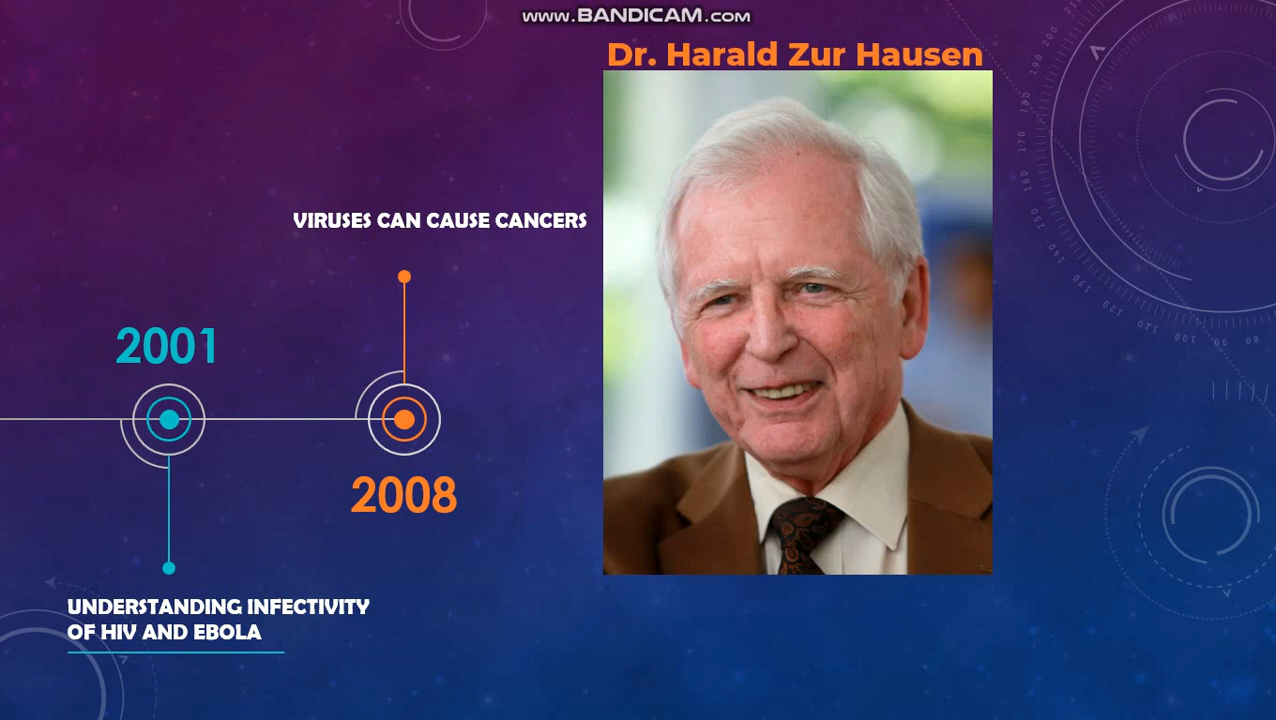 www.BANDICAM.com
Dr. Harald Zur Hausen
VIRUSES CAN CAUSE CANCERS
2001
2008
UNDERSTANDING INFECTIVITY
OF HIV AND EBOLA